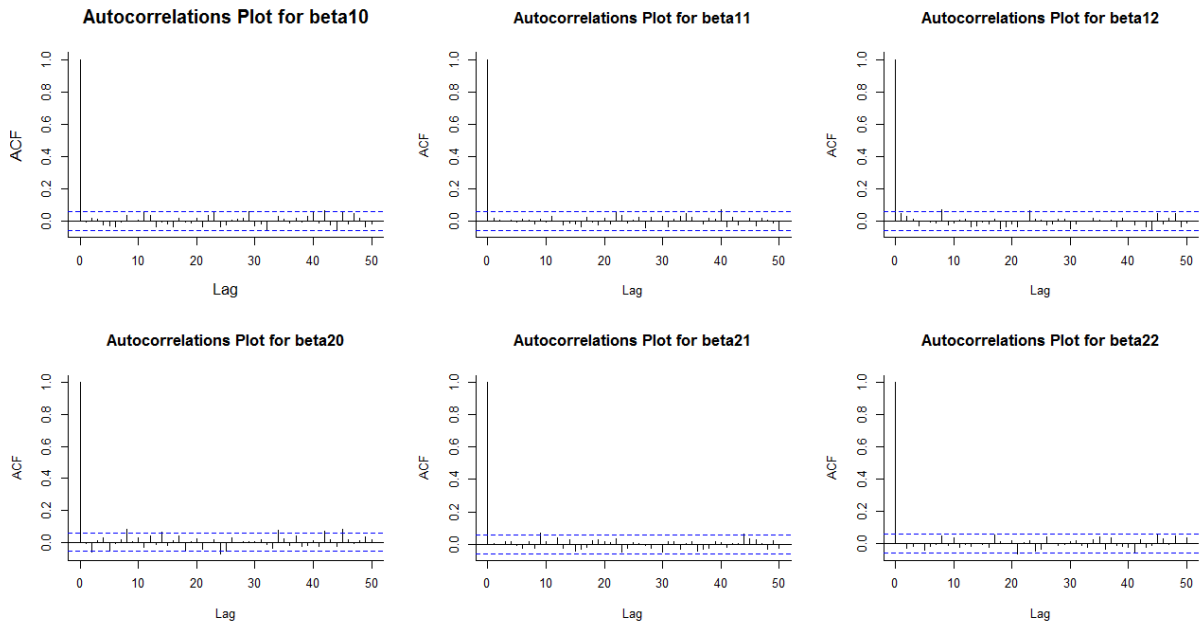 Autocorrelations Plot for beta10
Autocorrelations Plot for beta11
Autocorrelations Plot for beta12
ACF
0.0 0.2 0.4 0.6 0.8 1.0
0 10 20 30 40 50
Lag
ACF
0.0 0.2 0.4 0.6 0.8 1.0
0 10 20 30 40 50
Lag
ACF
0.0 0.2 0.4 0.6 0.8 1.0
0 10 20 30 40 50
Lag
Autocorrelations Plot for beta20
Autocorrelations Plot for beta21
Autocorrelations Plot for beta22
ACF
0.0 0.2 0.4 0.6 0.8 1.0
0 10 20 30 40 50
Lag
ACF
0.0 0.2 0.4 0.6 0.8 1.0
0 10 20 30 40 50
Lag
ACF
0.0 0.2 0.4 0.6 0.8 1.0
0 10 20 30 40 50
Lag